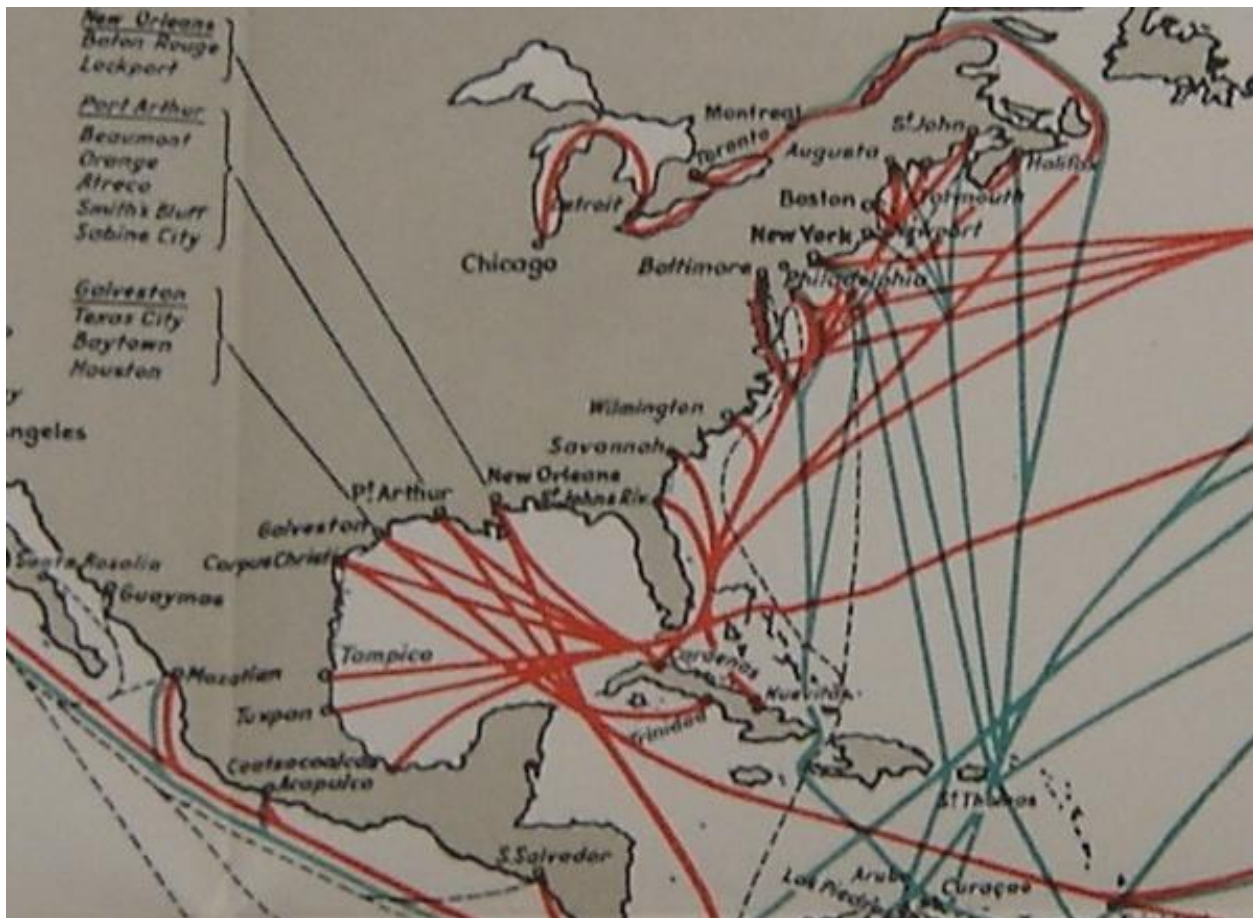 New Orleans
Baton Rouge
Lockport
Port Arthur
Beaumont
Orange
Atreco
Smith's Bluff
Sabine City
Galveston
Texas City
Baytown
Houston
Montreal
Toronto
Detroit
Chicago
St. John
Augusta
Halifax
Boston
New York
Baltimore
Philadelphia
Wilmington
Savannah
New Orleans
St. Johns Riv.
Pt. Arthur
Galveston
Corpus Christi
ngeles
Santa Rosalia
Guaymas
Mazatlan
Tampico
Tuxpan
Cardenas
Nuevitas
Trinidad
Coatzacoalcos
Acapulco
S. Salvador
St. Thomas
Aruba
Curaçao
Las Piedras